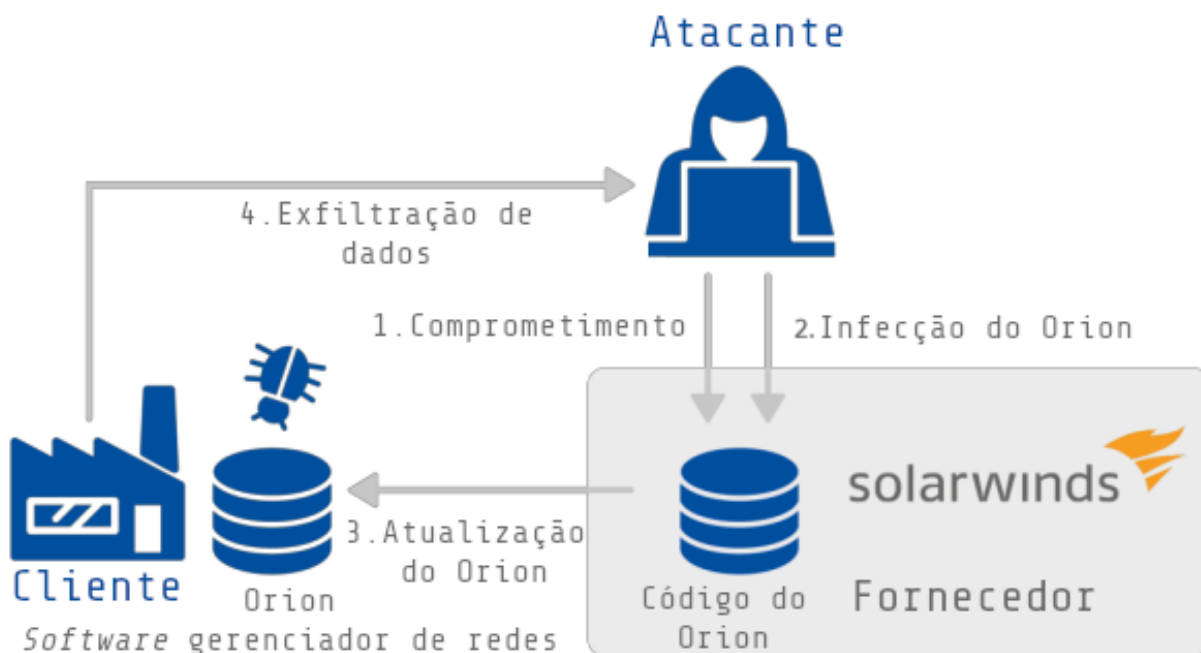 Atacante
4.Exfiltração de
dados
1.Comprometimento
2.Infecção do Orion
solarwinds
3.Atualização
do Orion
Cliente
Orion
Software gerenciador de redes
Código do
Orion
Fornecedor